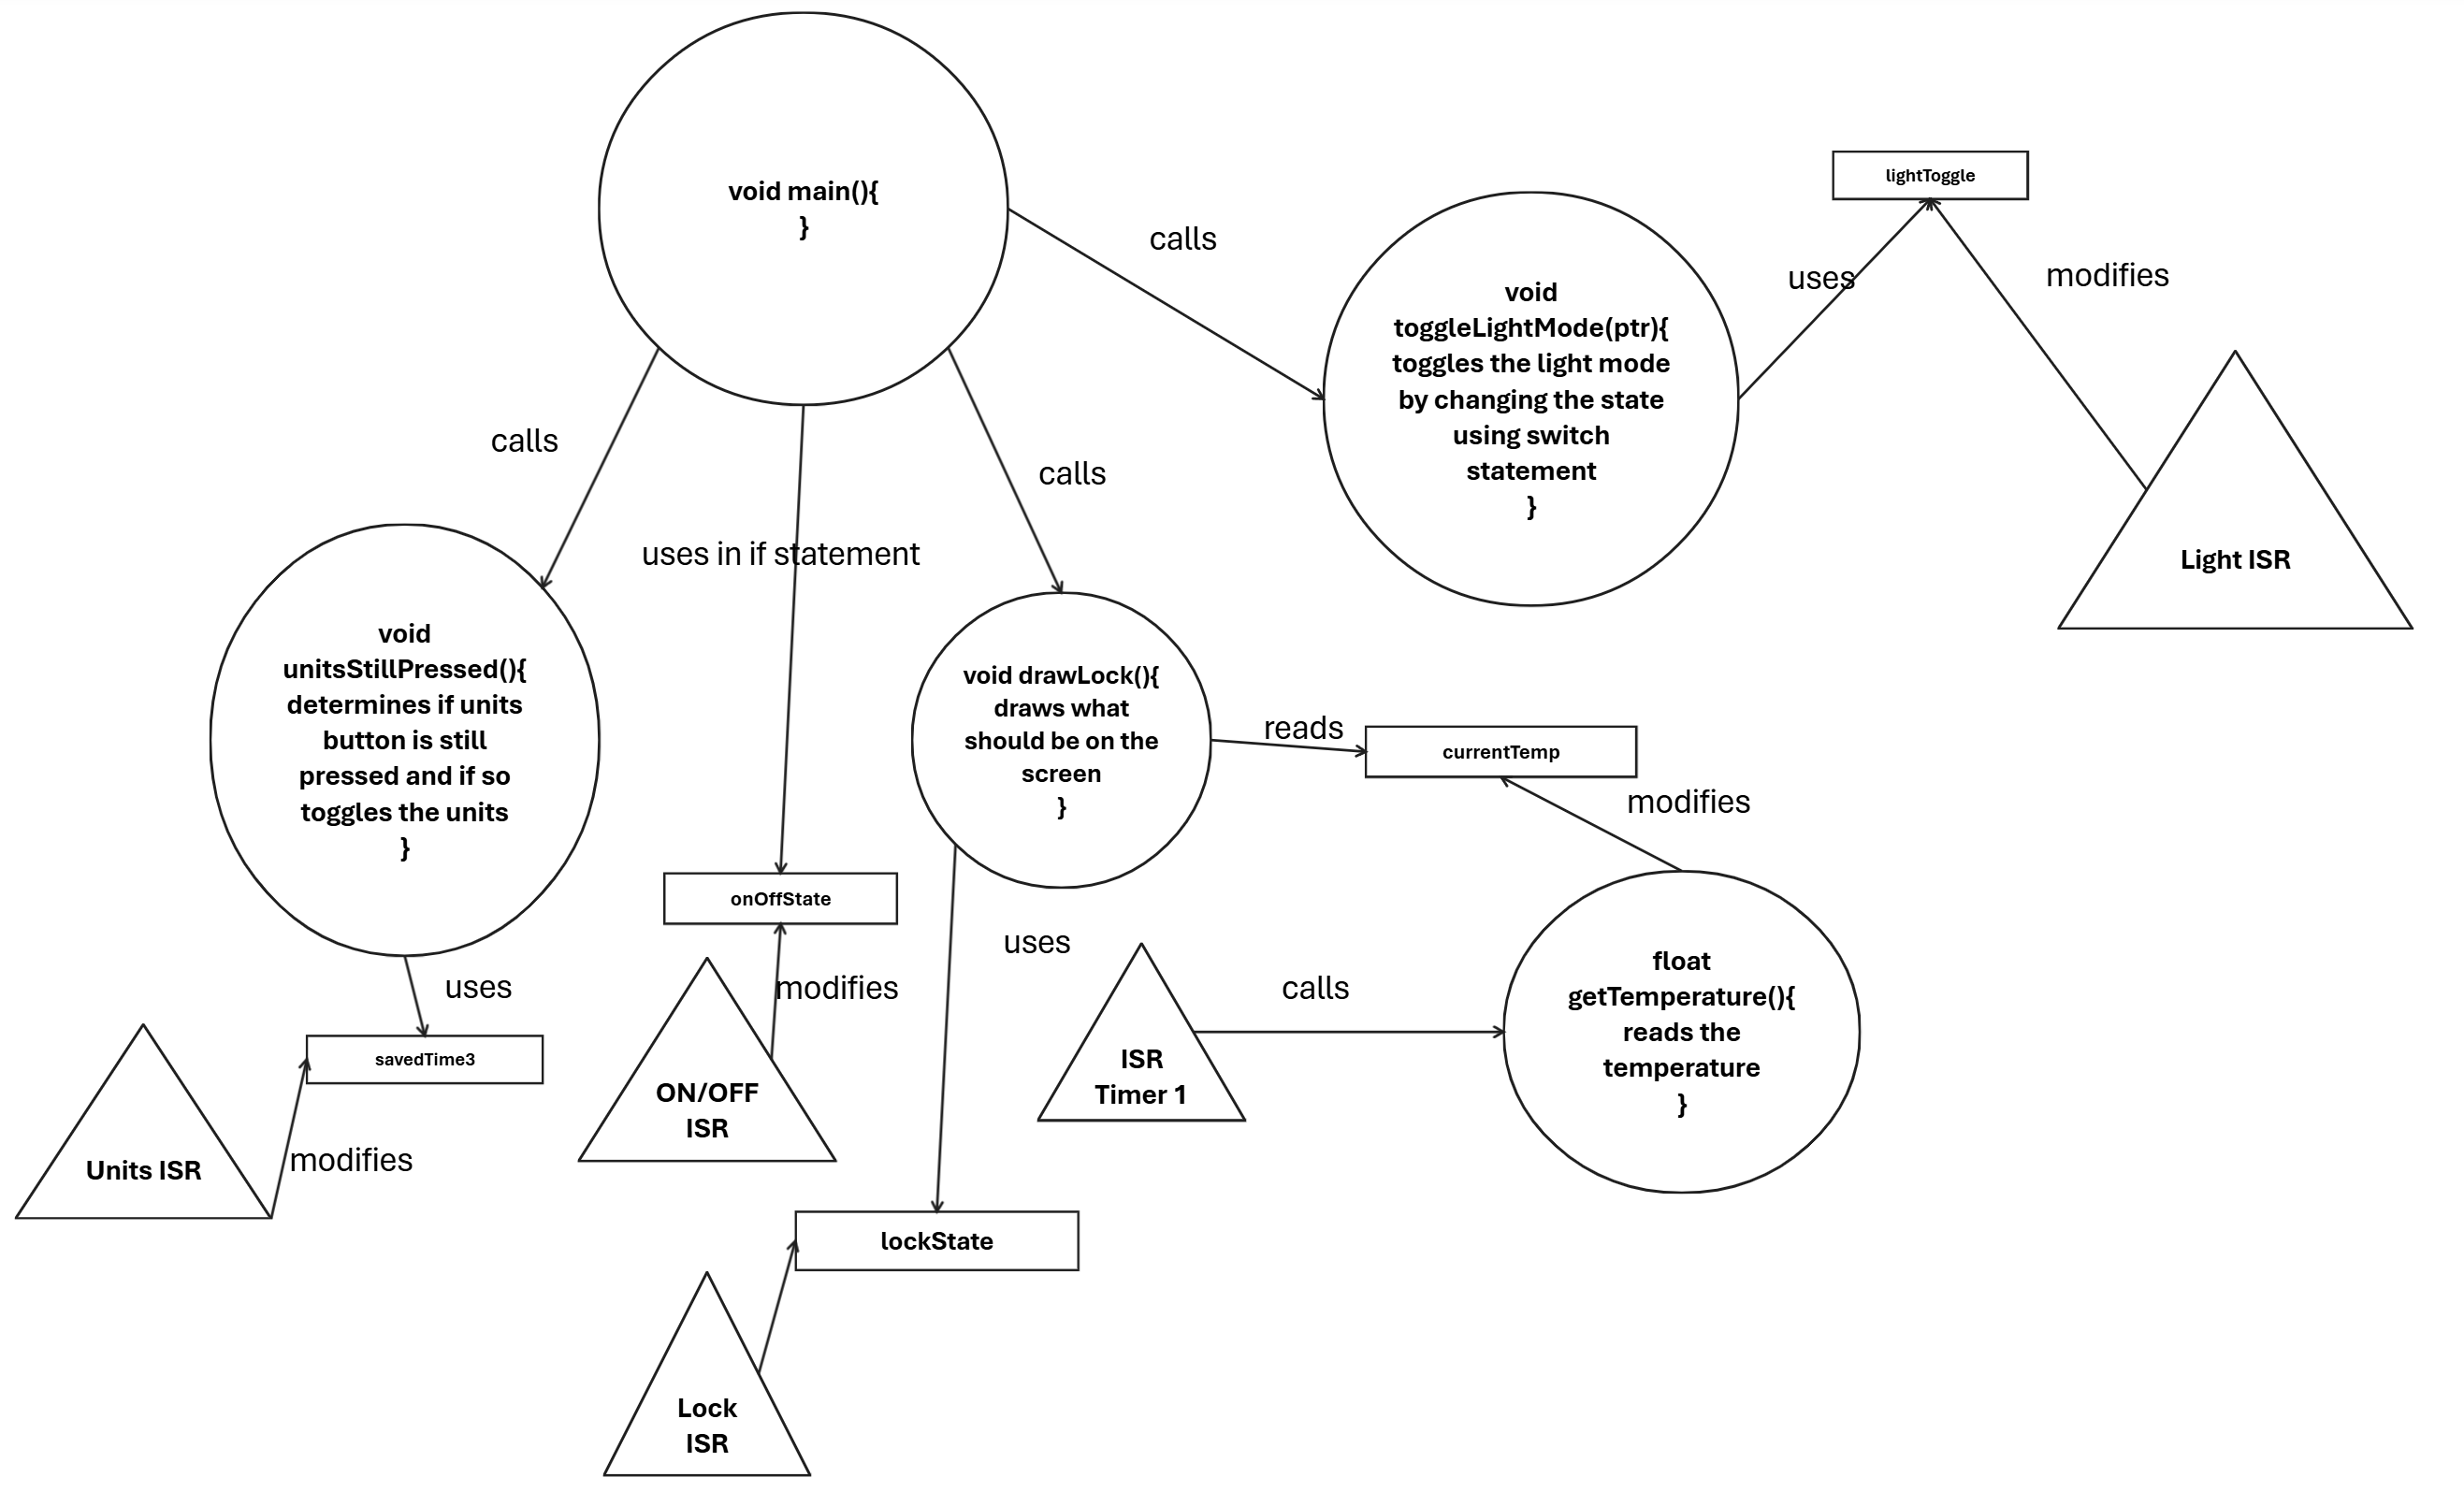 void main(){
}
calls
lightToggle
uses
modifies
void
toggleLightMode(ptr){
toggles the light mode
by changing the state
using switch
statement
}
Light ISR
calls
uses in if statement
calls
void
unitsStillPressed(){
determines if units
button is still
pressed and if so
toggles the units
}
void drawLock(){
draws what
should be on the
screen
}
reads
currentTemp
modifies
onOffState
uses
modifies
uses
calls
float
getTemperature(){
reads the
temperature
}
savedTime3
ISR
Timer 1
ON/OFF
ISR
Units ISR
modifies
lockState
Lock
ISR